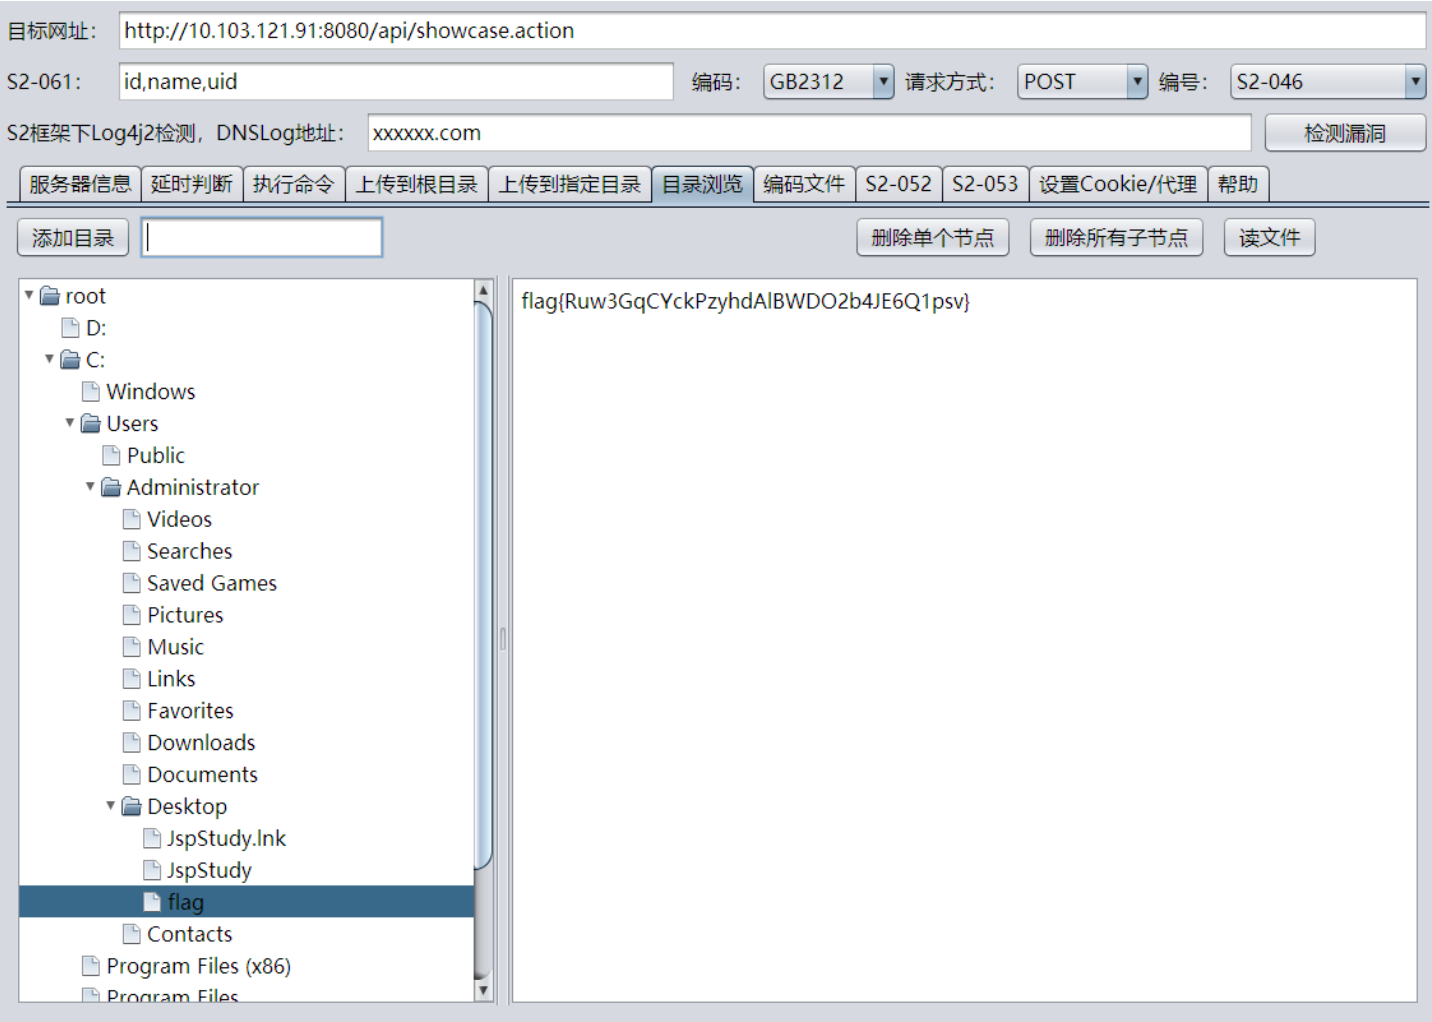 目标网址： http://10.103.121.91:8080/api/showcase.action
S2-061： id,name,uid 编码： GB2312 请求方式： POST 编号： S2-046
S2框架下Log4j2检测，DNSLog地址： xxxxxx.com 检测漏洞
服务器信息 延时判断 执行命令 上传到根目录 上传到指定目录 目录浏览 编码文件 S2-052 S2-053 设置Cookie/代理 帮助
添加目录 删除单个节点 删除所有子节点 读文件
root
D:
C:
Windows
Users
Public
Administrator
Videos
Searches
Saved Games
Pictures
Music
Links
Favorites
Downloads
Documents
Desktop
JspStudy.lnk
JspStudy
flag
Contacts
Program Files (x86)
Program Files
flag{Ruw3GqCYckPzyhdAlBWDO2b4JE6Q1psv}